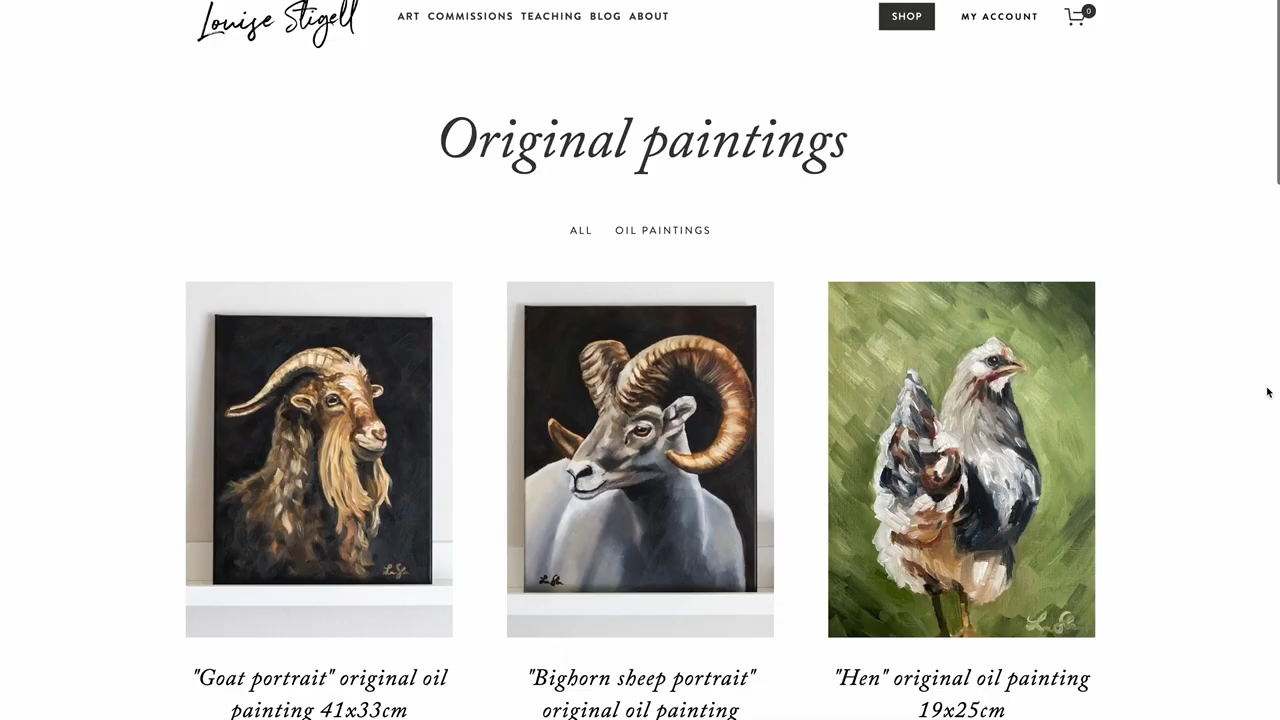 Louise Stigell
ART COMMISSIONS TEACHING BLOG ABOUT
SHOP
MY ACCOUNT
0
Original paintings
ALL OIL PAINTINGS
"Goat portrait" original oil
painting 41x33cm
"Bighorn sheep portrait"
original oil painting
"Hen" original oil painting
19x25cm